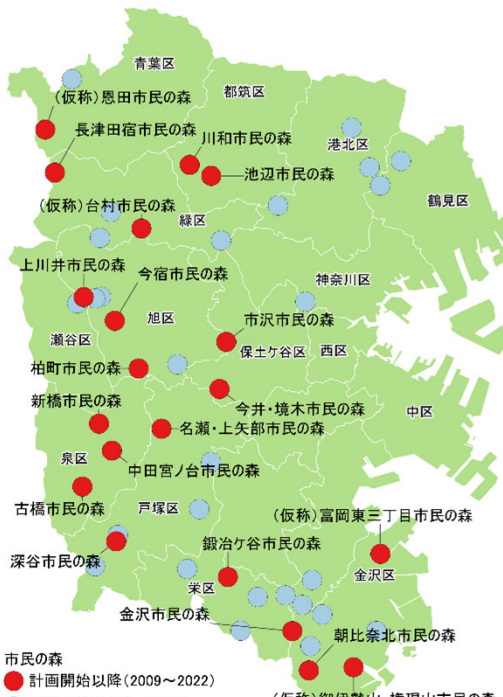 青葉区
(仮称)恩田市民の森
都筑区
長津田宿市民の森
川和市民の森
港北区
池辺市民の森
鶴見区
(仮称)台村市民の森
緑区
上川井市民の森
今宿市民の森
神奈川区
旭区
市沢市民の森
瀬谷区
保土ケ谷区
西区
柏町市民の森
新橋市民の森
今井・境木市民の森
中区
名瀬・上矢部市民の森
泉区
中田宮ノ台市民の森
古橋市民の森
戸塚区
(仮称)富岡東三丁目市民の森
深谷市民の森
鍛冶ケ谷市民の森
栄区
金沢区
金沢市民の森
朝比奈北市民の森
市民の森
計画開始以降(2009～2022)